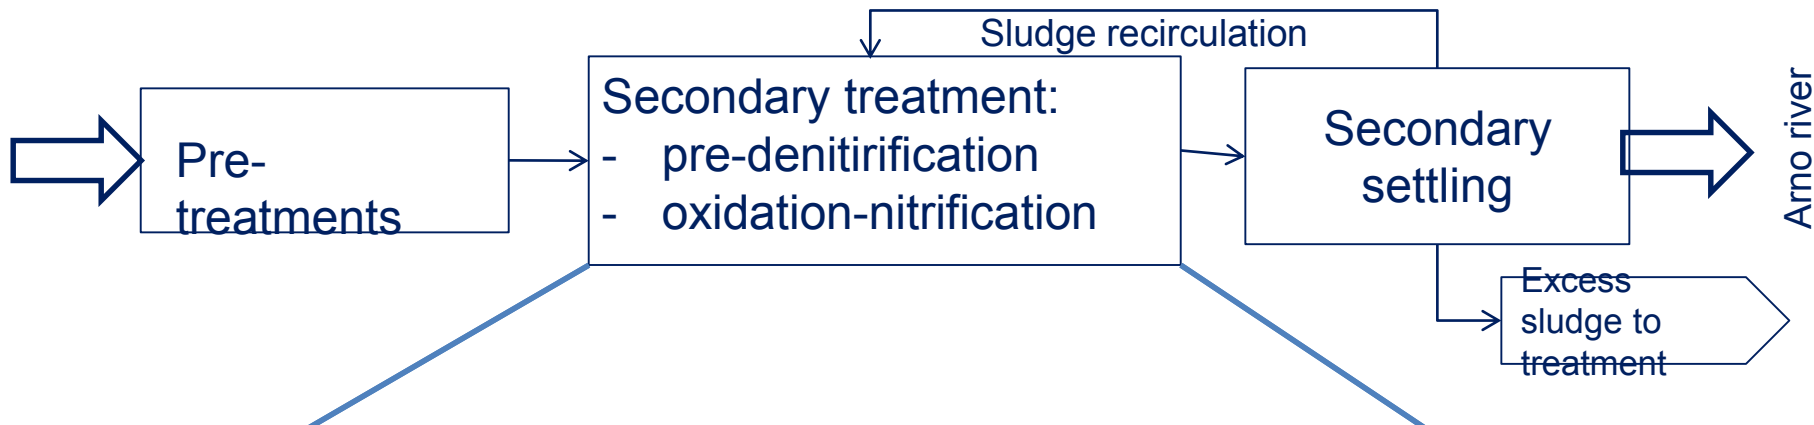 Sludge recirculation
Pre-
treatments
Secondary treatment:
- pre-denitirification
- oxidation-nitrification
Secondary
settling
Arno river
Excess
sludge to
treatment